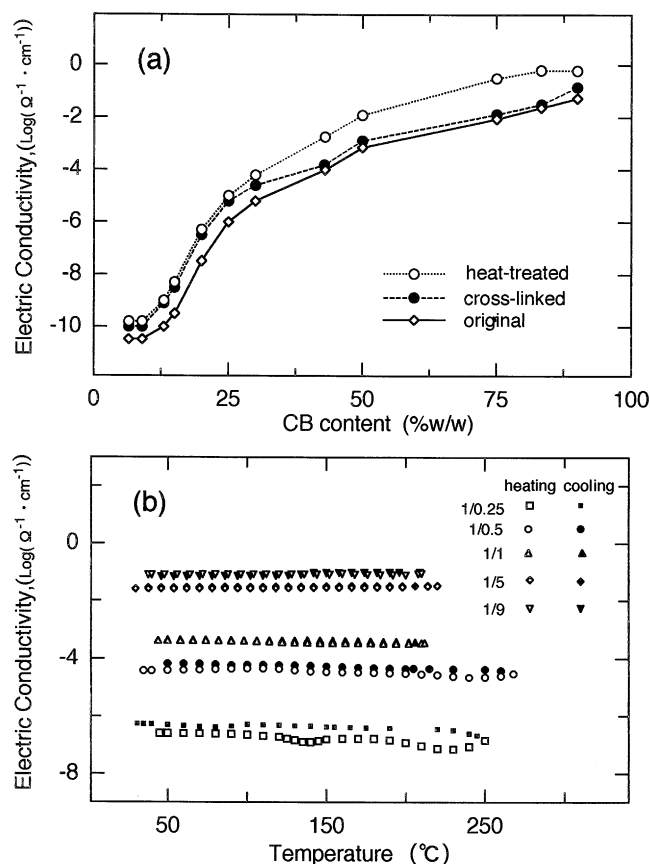 (a)
Electric Conductivity,(Log(Ω⁻¹・cm⁻¹))
0
-2
-4
-6
-8
-10
heat-treated
cross-linked
original
0 25 50 75 100
CB content (%w/w)
(b)
Electric Conductivity,(Log(Ω⁻¹・cm⁻¹))
heating cooling
1/0.25
1/0.5
1/1
1/5
1/9
0
-4
-8
50 150 250
Temperature (℃)